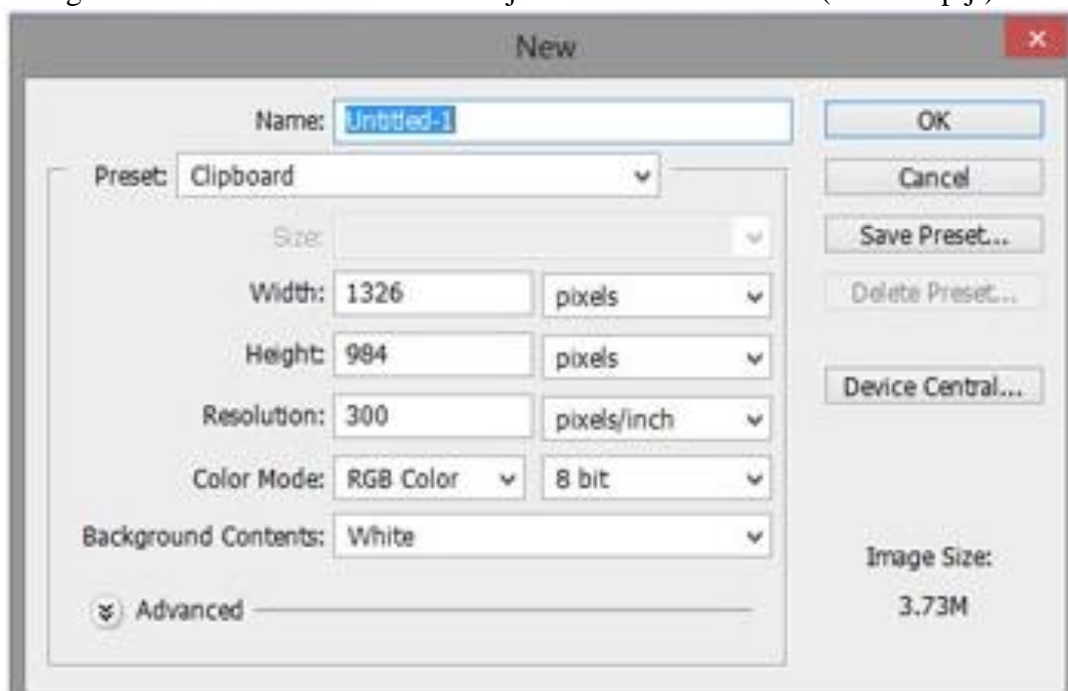 New
Name: Untitled-1
OK
Preset: Clipboard
Cancel
Size:
Save Preset...
Width: 1326 pixels
Delete Preset...
Height: 984 pixels
Device Central...
Resolution: 300 pixels/inch
Color Mode: RGB Color 8 bit
Background Contents: White
Image Size:
Advanced
3.73M